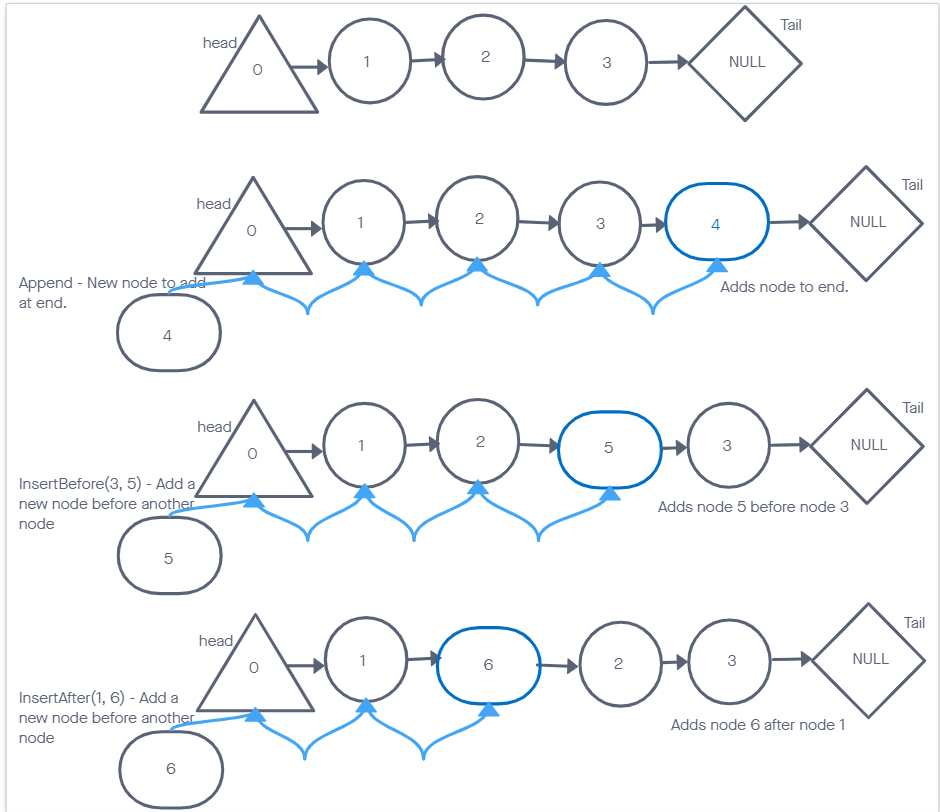 Tail
head
0
1
2
3
NULL
Tail
head
0
1
2
3
4
NULL
Append - New node to add
at end.
Adds node to end.
4
Tail
head
0
1
2
5
3
NULL
InsertBefore(3, 5) - Add a
new node before another
node
Adds node 5 before node 3
5
Tail
head
0
1
6
2
3
NULL
InsertAfter(1, 6) - Add a
new node before another
node
Adds node 6 after node 1
6